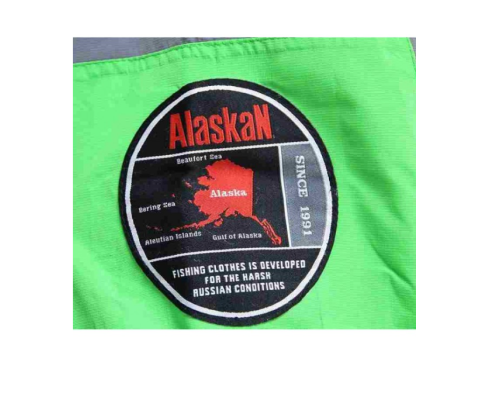 AlaskaN
Beaufort Sea
Alaska
Bering Sea
Aleutian Islands
Gulf of Alaska
SINCE 1991
FISHING CLOTHES IS DEVELOPED
FOR THE HARSH
RUSSIAN CONDITIONS